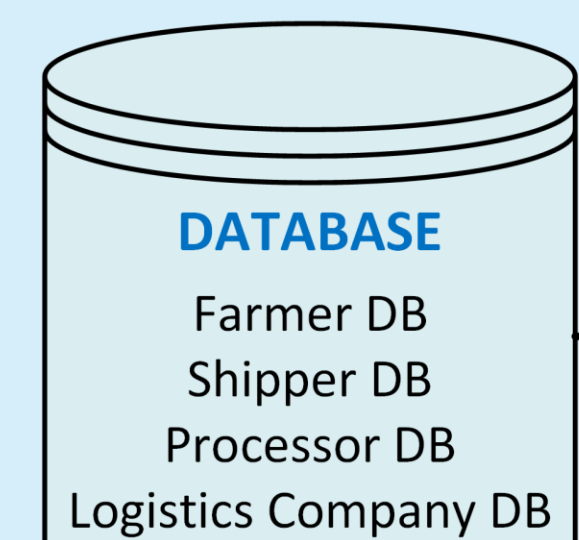 DATABASE
Farmer DB
Shipper DB
Processor DB
Logistics Company DB